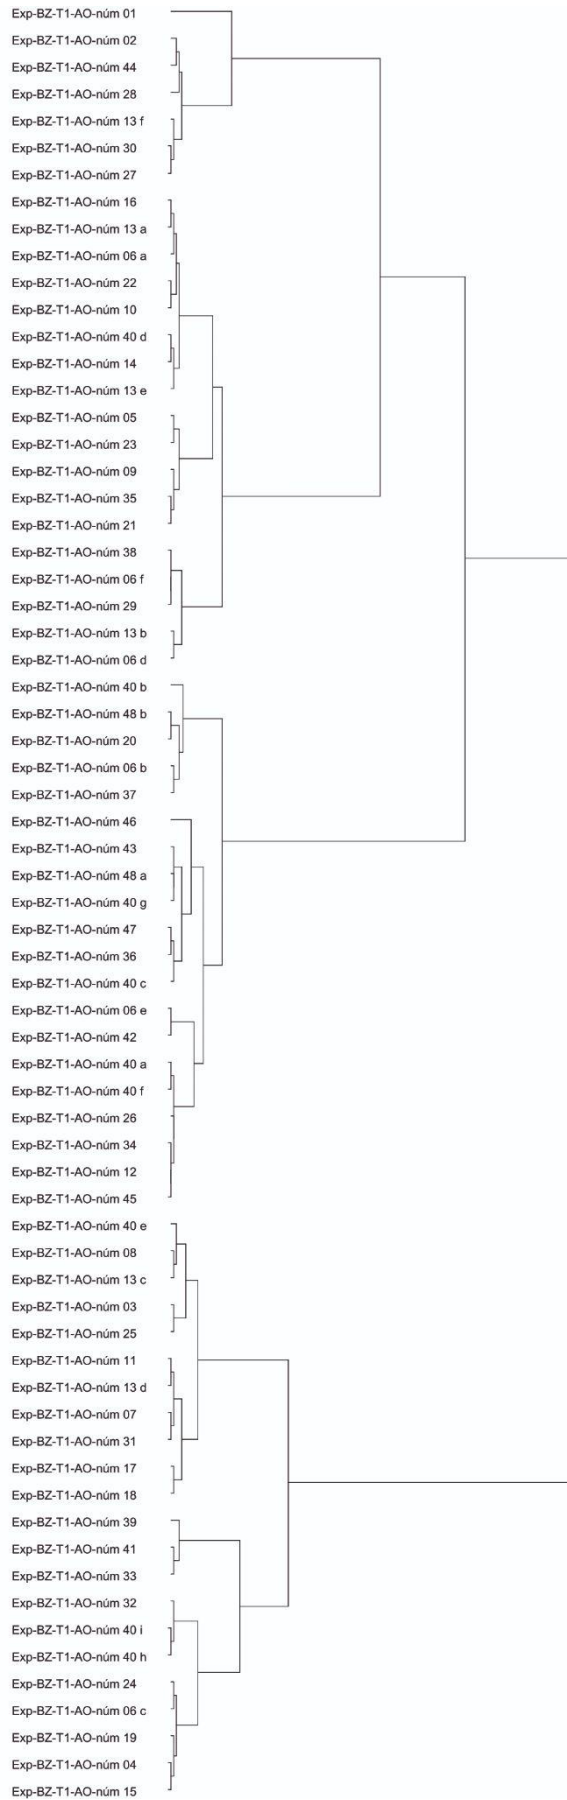 Exp-BZ-T1-AO-núm 01
Exp-BZ-T1-AO-núm 02
Exp-BZ-T1-AO-núm 44
Exp-BZ-T1-AO-núm 28
Exp-BZ-T1-AO-núm 13 f
Exp-BZ-T1-AO-núm 30
Exp-BZ-T1-AO-núm 27
Exp-BZ-T1-AO-núm 16
Exp-BZ-T1-AO-núm 13 a
Exp-BZ-T1-AO-núm 06 a
Exp-BZ-T1-AO-núm 22
Exp-BZ-T1-AO-núm 10
Exp-BZ-T1-AO-núm 40 d
Exp-BZ-T1-AO-núm 14
Exp-BZ-T1-AO-núm 13 e
Exp-BZ-T1-AO-núm 05
Exp-BZ-T1-AO-núm 23
Exp-BZ-T1-AO-núm 09
Exp-BZ-T1-AO-núm 35
Exp-BZ-T1-AO-núm 21
Exp-BZ-T1-AO-núm 38
Exp-BZ-T1-AO-núm 06 f
Exp-BZ-T1-AO-núm 29
Exp-BZ-T1-AO-núm 13 b
Exp-BZ-T1-AO-núm 06 d
Exp-BZ-T1-AO-núm 40 b
Exp-BZ-T1-AO-núm 48 b
Exp-BZ-T1-AO-núm 20
Exp-BZ-T1-AO-núm 06 b
Exp-BZ-T1-AO-núm 37
Exp-BZ-T1-AO-núm 46
Exp-BZ-T1-AO-núm 43
Exp-BZ-T1-AO-núm 48 a
Exp-BZ-T1-AO-núm 40 g
Exp-BZ-T1-AO-núm 47
Exp-BZ-T1-AO-núm 36
Exp-BZ-T1-AO-núm 40 c
Exp-BZ-T1-AO-núm 06 e
Exp-BZ-T1-AO-núm 42
Exp-BZ-T1-AO-núm 40 a
Exp-BZ-T1-AO-núm 40 f
Exp-BZ-T1-AO-núm 26
Exp-BZ-T1-AO-núm 34
Exp-BZ-T1-AO-núm 12
Exp-BZ-T1-AO-núm 45
Exp-BZ-T1-AO-núm 40 e
Exp-BZ-T1-AO-núm 08
Exp-BZ-T1-AO-núm 13 c
Exp-BZ-T1-AO-núm 03
Exp-BZ-T1-AO-núm 25
Exp-BZ-T1-AO-núm 11
Exp-BZ-T1-AO-núm 13 d
Exp-BZ-T1-AO-núm 07
Exp-BZ-T1-AO-núm 31
Exp-BZ-T1-AO-núm 17
Exp-BZ-T1-AO-núm 18
Exp-BZ-T1-AO-núm 39
Exp-BZ-T1-AO-núm 41
Exp-BZ-T1-AO-núm 33
Exp-BZ-T1-AO-núm 32
Exp-BZ-T1-AO-núm 40 i
Exp-BZ-T1-AO-núm 40 h
Exp-BZ-T1-AO-núm 24
Exp-BZ-T1-AO-núm 06 c
Exp-BZ-T1-AO-núm 19
Exp-BZ-T1-AO-núm 04
Exp-BZ-T1-AO-núm 15